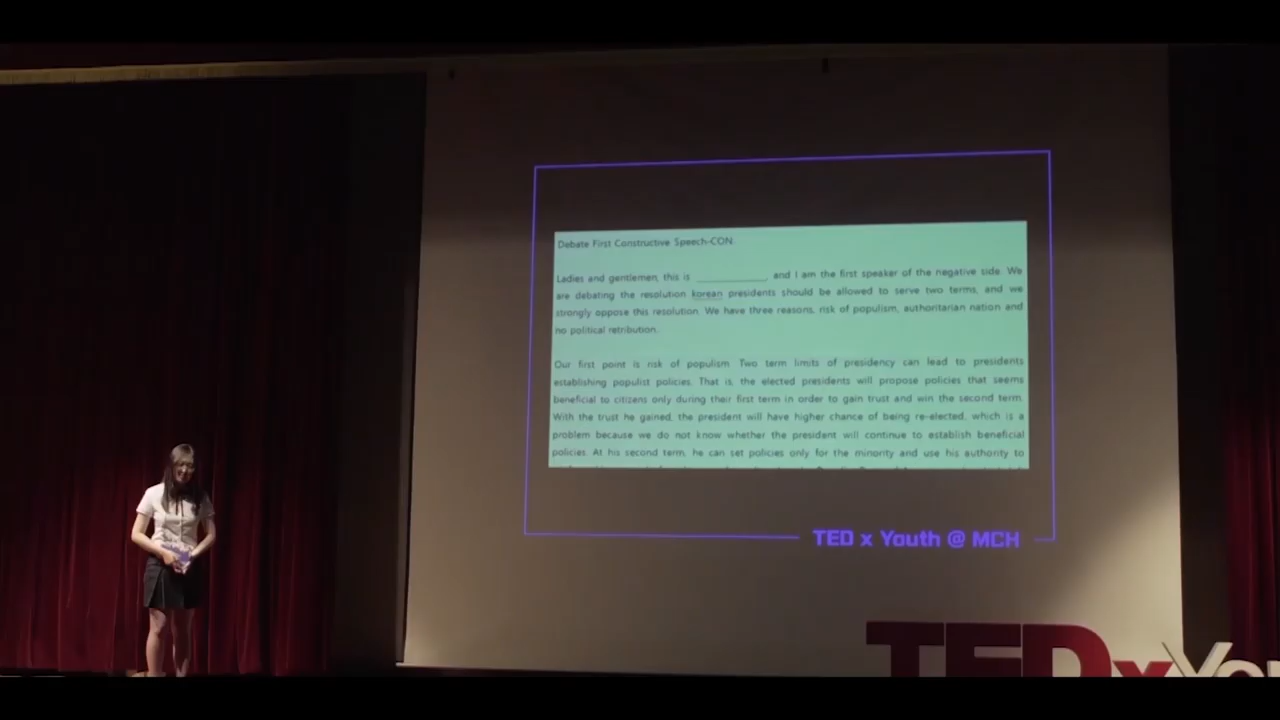 Debate First Constructive Speech-CON.
Ladies and gentlemen, this is ____________, and I am the first speaker of the negative side. We
are debating the resolution korean presidents should be allowed to serve two terms, and we
strongly oppose this resolution. We have three reasons, risk of populism, authoritarian nation and
no political retribution.
Our first point is risk of populism. Two term limits of presidency can lead to presidents
establishing populist policies. That is, the elected presidents will propose policies that seems
beneficial to citizens only during their first term in order to gain trust and win the second term.
With the trust he gained, the president will have higher chance of being re-elected, which is a
problem because we do not know whether the president will continue to establish beneficial
policies. At his second term, he can set policies only for the minority and use his authority to
TED x Youth @ MCH
TEDxYou